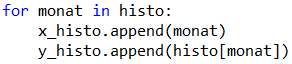 for monat in histo:
    x_histo.append(monat)
    y_histo.append(histo[monat])